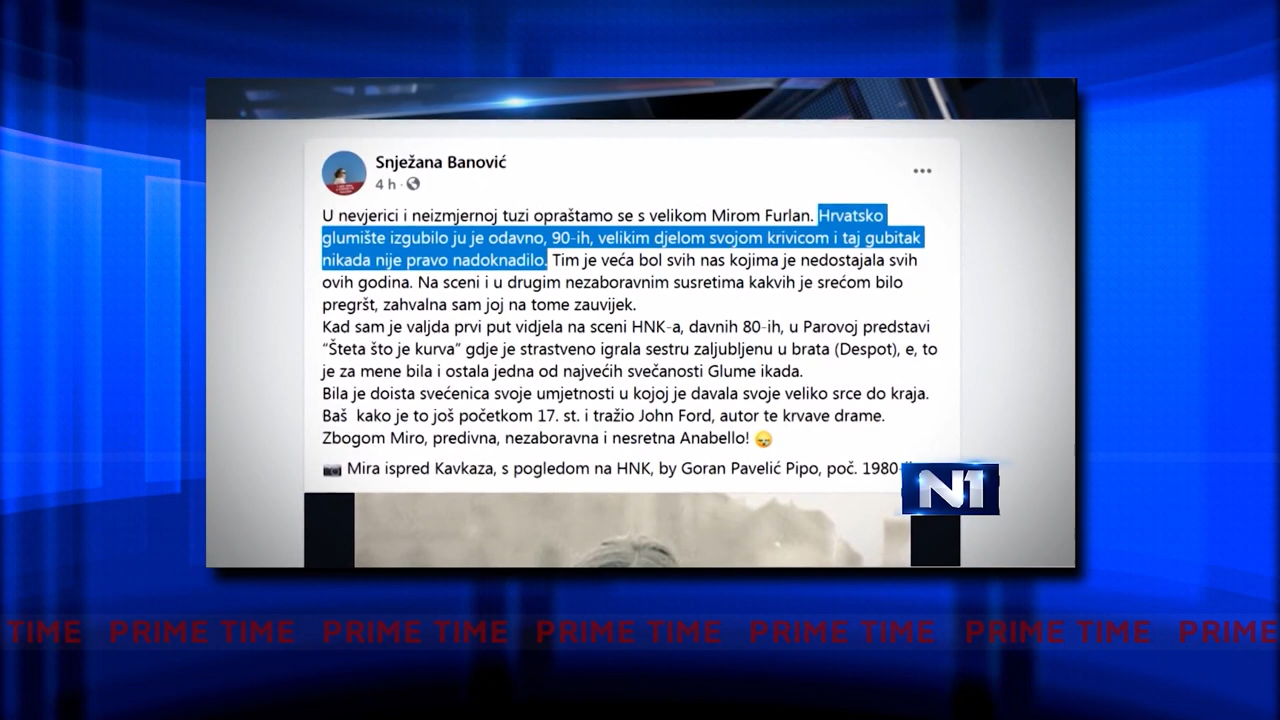 Snježana Banović
4 h
U nevjerici i neizmjernoj tuzi opraštamo se s velikom Mirom Furlan. Hrvatsko
glumište izgubilo ju je odavno, 90-ih, velikim djelom svojom krivicom i taj gubitak
nikada nije pravo nadoknadilo. Tim je veća bol svih nas kojima je nedostajala svih
ovih godina. Na sceni i u drugim nezaboravnim susretima kakvih je srećom bilo
pregršt, zahvalna sam joj na tome zauvijek.
Kad sam je valjda prvi put vidjela na sceni HNK-a, davnih 80-ih, u Parovoj predstavi
“Šteta što je kurva” gdje je strastveno igrala sestru zaljubljenu u brata (Despot), e, to
je za mene bila i ostala jedna od najvećih svečanosti Glume ikada.
Bila je doista svećenica svoje umjetnosti u kojoj je davala svoje veliko srce do kraja.
Baš kako je to još početkom 17. st. i tražio John Ford, autor te krvave drame.
Zbogom Miro, predivna, nezaboravna i nesretna Anabello!
Mira ispred Kavkaza, s pogledom na HNK, by Goran Pavelić Pipo, poč. 1980-
N1
TIME PRIME TIME PRIME TIME PRIME TIME PRIME TIME PRIME TIME PRIME